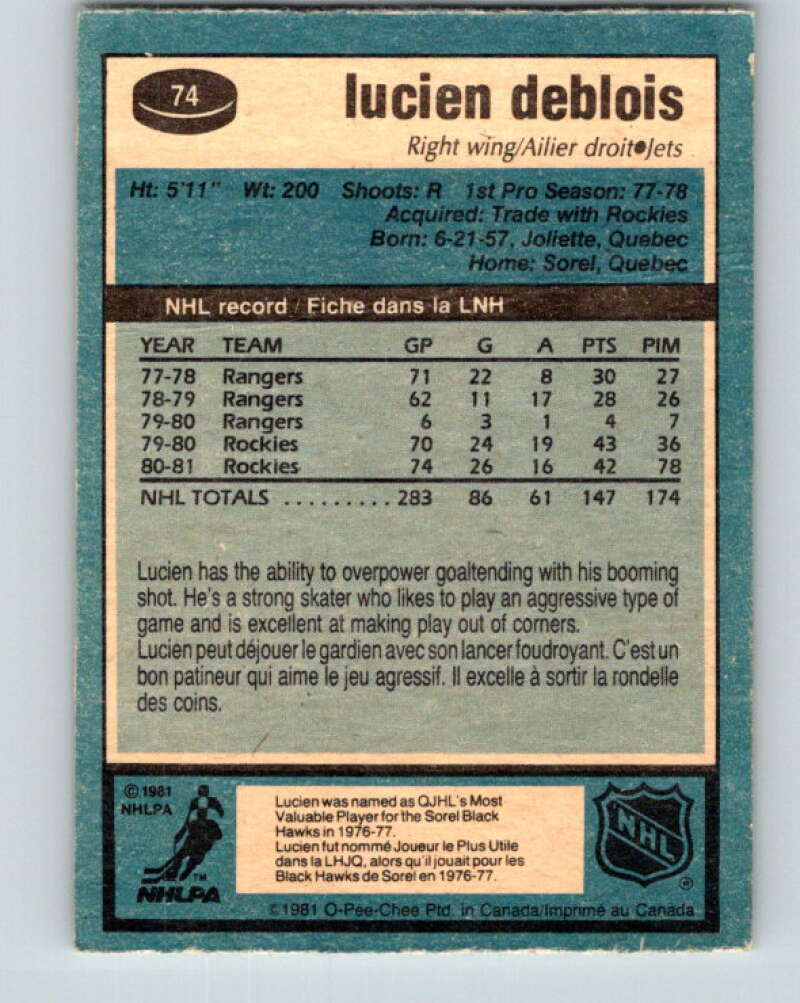 74
lucien deblois
Right wing/Ailier droit•Jets
Ht: 5'11" Wt: 200 Shoots: R 1st Pro Season: 77-78
Acquired: Trade with Rockies
Born: 6-21-57, Joliette, Quebec
Home: Sorel, Quebec
NHL record / Fiche dans la LNH
YEAR TEAM GP G A PTS PIM
77-78 Rangers 71 22 8 30 27
78-79 Rangers 62 11 17 28 26
79-80 Rangers 6 3 1 4 7
79-80 Rockies 70 24 19 43 36
80-81 Rockies 74 26 16 42 78
NHL TOTALS .......... 283 86 61 147 174
Lucien has the ability to overpower goaltending with his booming
shot. He's a strong skater who likes to play an aggressive type of
game and is excellent at making play out of corners.
Lucien peut déjouer le gardien avec son lancer foudroyant. C'est un
bon patineur qui aime le jeu agressif. Il excelle à sortir la rondelle
des coins.
© 1981
NHLPA
TM
NHLPA
Lucien was named as QJHL's Most
Valuable Player for the Sorel Black
Hawks in 1976-77.
Lucien fut nommé Joueur le Plus Utile
dans la LHJQ, alors qu'il jouait pour les
Black Hawks de Sorel en 1976-77.
NHL
®
©1981 O-Pee-Chee Ptd. in Canada/Imprimé au Canada